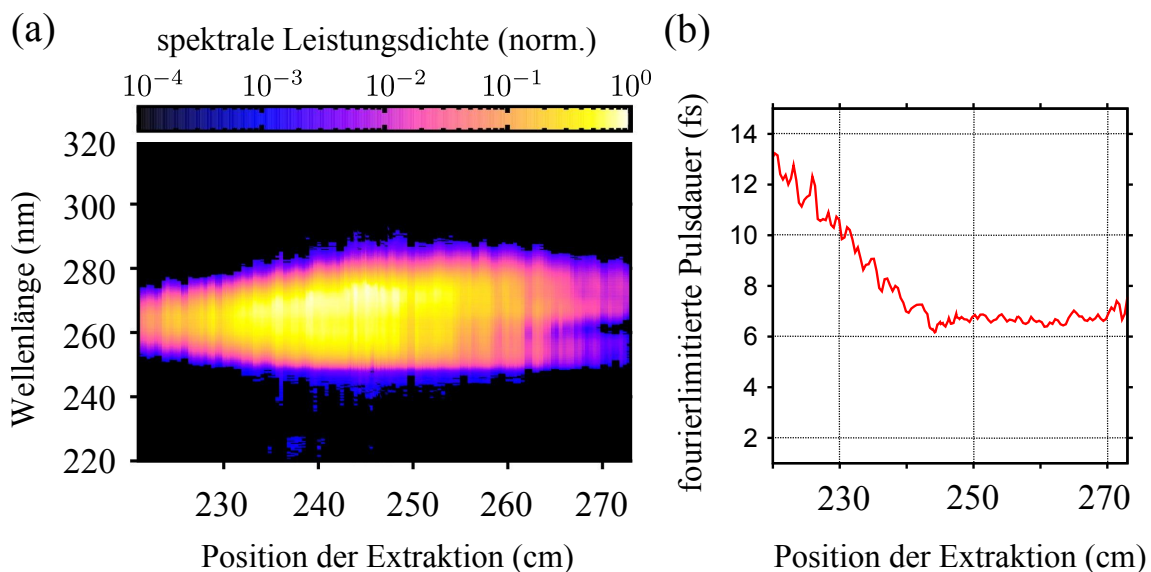 (a)
spektrale Leistungsdichte (norm.)
10⁻⁴ 10⁻³ 10⁻² 10⁻¹ 10⁰
Wellenlänge (nm)
320
300
280
260
240
220
230 240 250 260 270
Position der Extraktion (cm)
(b)
fourierlimitierte Pulsdauer (fs)
14
12
10
8
6
4
2
230 250 270
Position der Extraktion (cm)